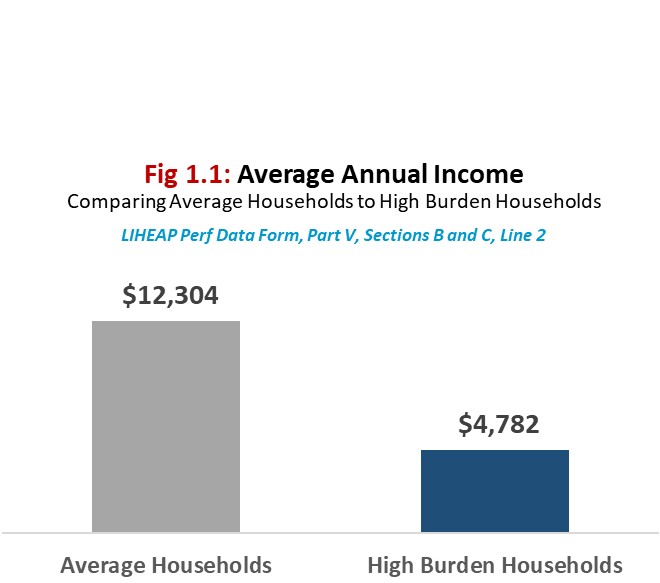 Fig 1.1: Average Annual Income
Comparing Average Households to High Burden Households
LIHEAP Perf Data Form, Part V, Sections B and C, Line 2
$12,304
$4,782
Average Households
High Burden Households